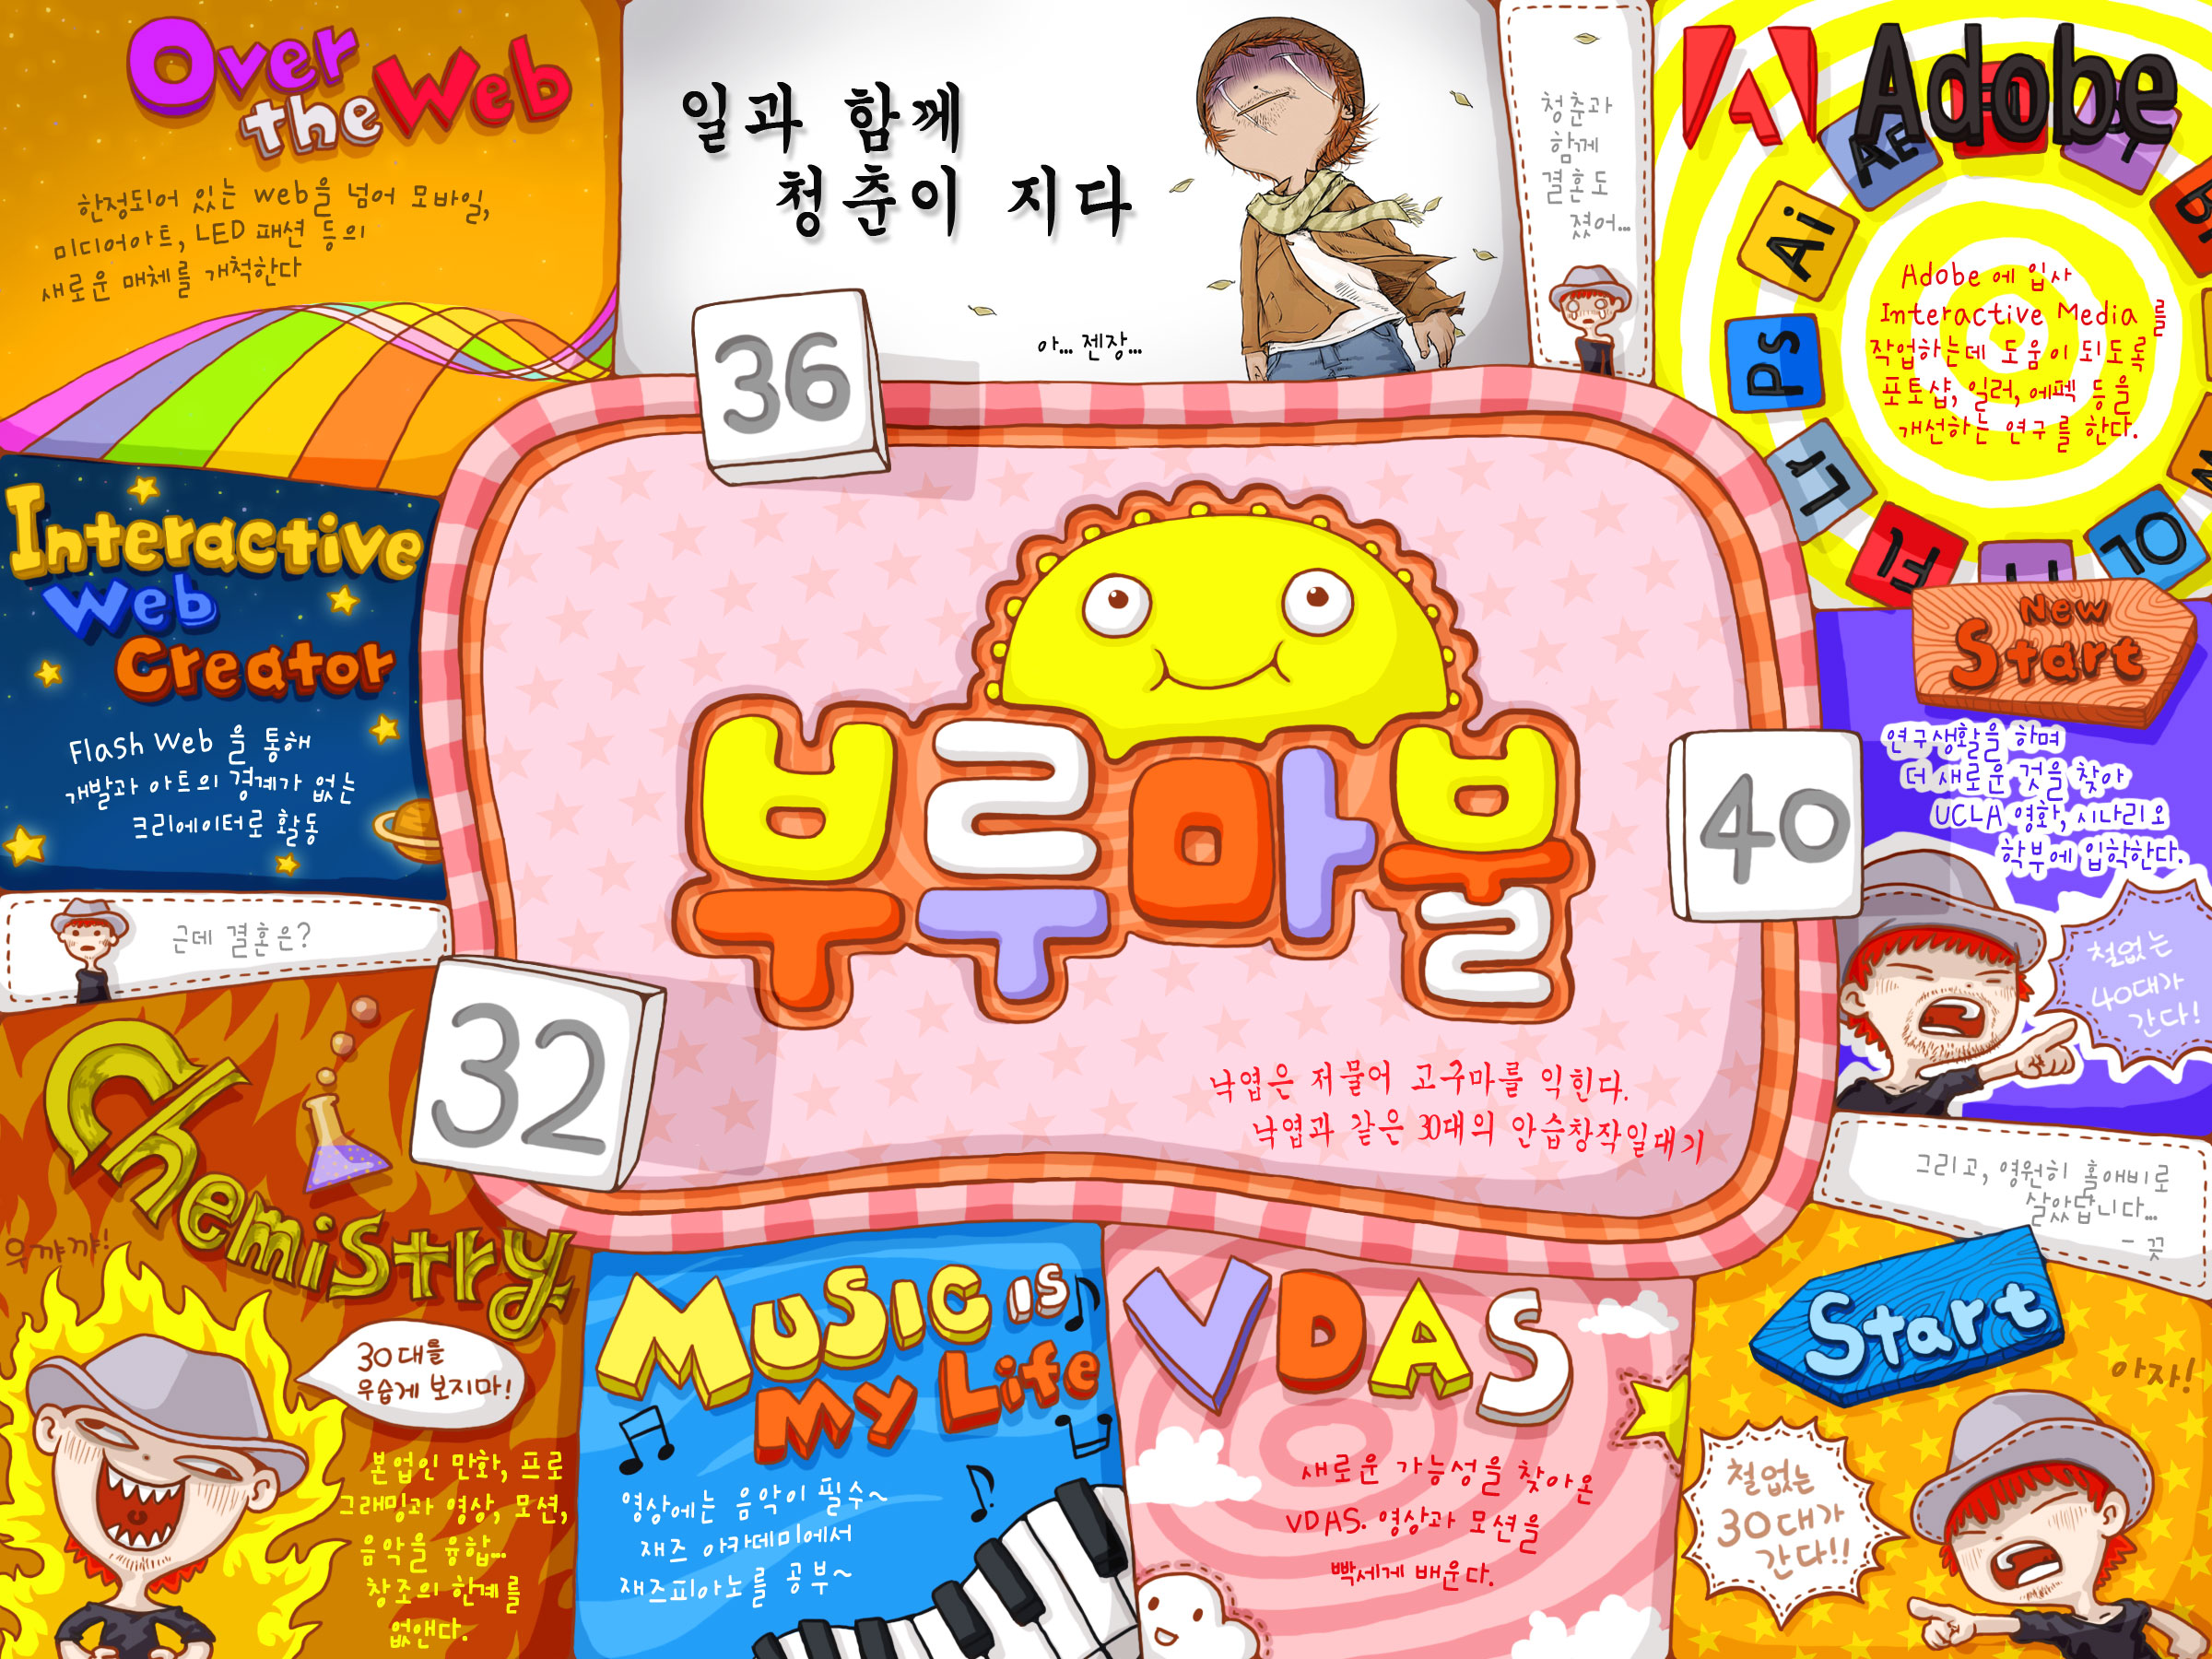 Over
the Web
한정되어 있는 web을 넘어 모바일,
미디어아트, LED 패션 등의
새로운 매체를 개척한다
일과 함께
청춘이 지다
아... 젠장...
청춘과
함께
결혼도
졌어...
Adobe
AE
Ai
Ps
Lr
FL
OL
Adobe에 입사
Interactive Media를
작업하는데 도움이 되도록
포토샵, 일러, 에펙 등을
개선하는 연구를 한다.
36
Interactive
Web
Creator
Flash Web을 통해
개발과 아트의 경계가 없는
크리에이터로 활동
New
Start
연구생활을 하며
더 새로운 것을 찾아
UCLA 영화, 시나리오
학부에 입학한다.
40
철없는
40대가
간다!
부루마불
근데 결혼은?
32
낙엽은 저물어 고구마를 익힌다.
낙엽과 같은 30대의 안습창작일대기
Chemistry
우꺄꺄!
30대를
우습게 보지마!
본업인 만화, 프로
그래밍과 영상, 모션,
음악을 융합...
창조의 한계를
없앤다.
Music is
My Life
영상에는 음악이 필수~
재즈 아카데미에서
재즈피아노를 공부~
VDAS
새로운 가능성을 찾아온
VDAS. 영상과 모션을
빡세게 배운다.
그리고, 영원히 홀애비로
살았답니다...
- 끗
Start
아자!
철없는
30대가
간다!!